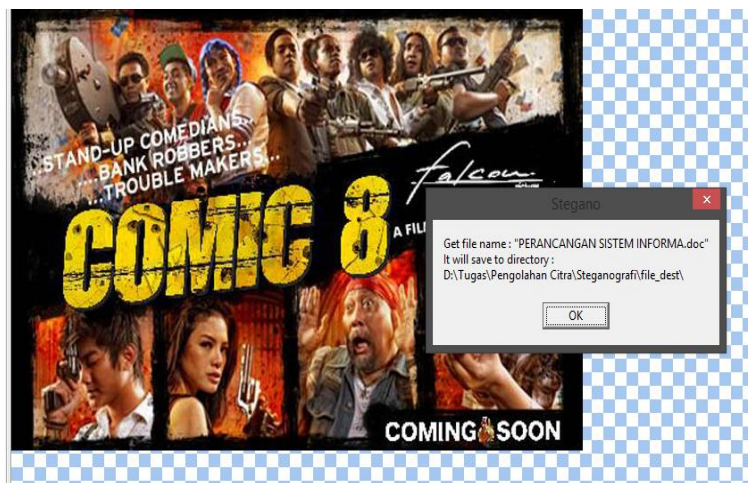 ...STAND-UP COMEDIANS...
....BANK ROBBERS...
...TROUBLE MAKERS...
falcon
COMIC 8
A FIL
Stegano
Get file name : "PERANCANGAN SISTEM INFORMA.doc"
It will save to directory :
D:\Tugas\Pengolahan Citra\Steganografi\file_dest\
OK
COMING SOON